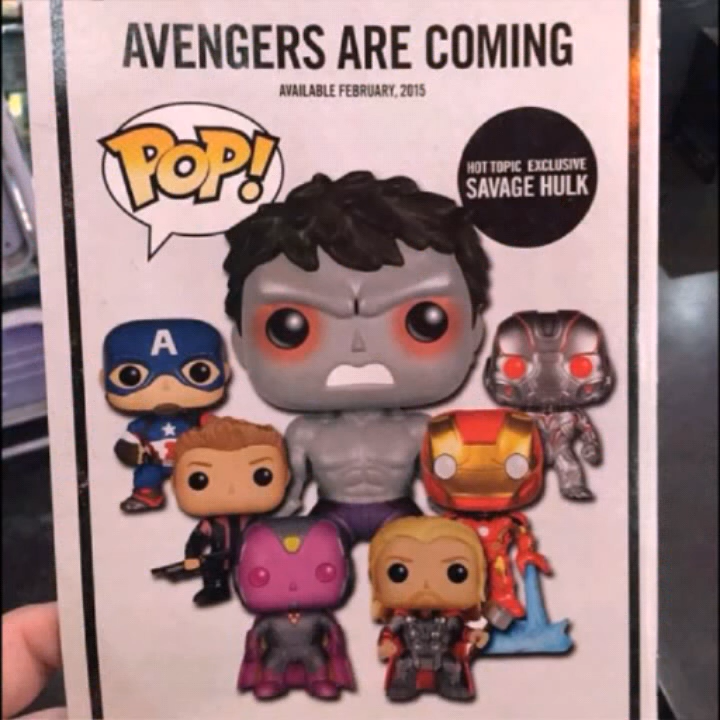 AVENGERS ARE COMING
AVAILABLE FEBRUARY, 2015
POP!
HOT TOPIC EXCLUSIVE
SAVAGE HULK
A